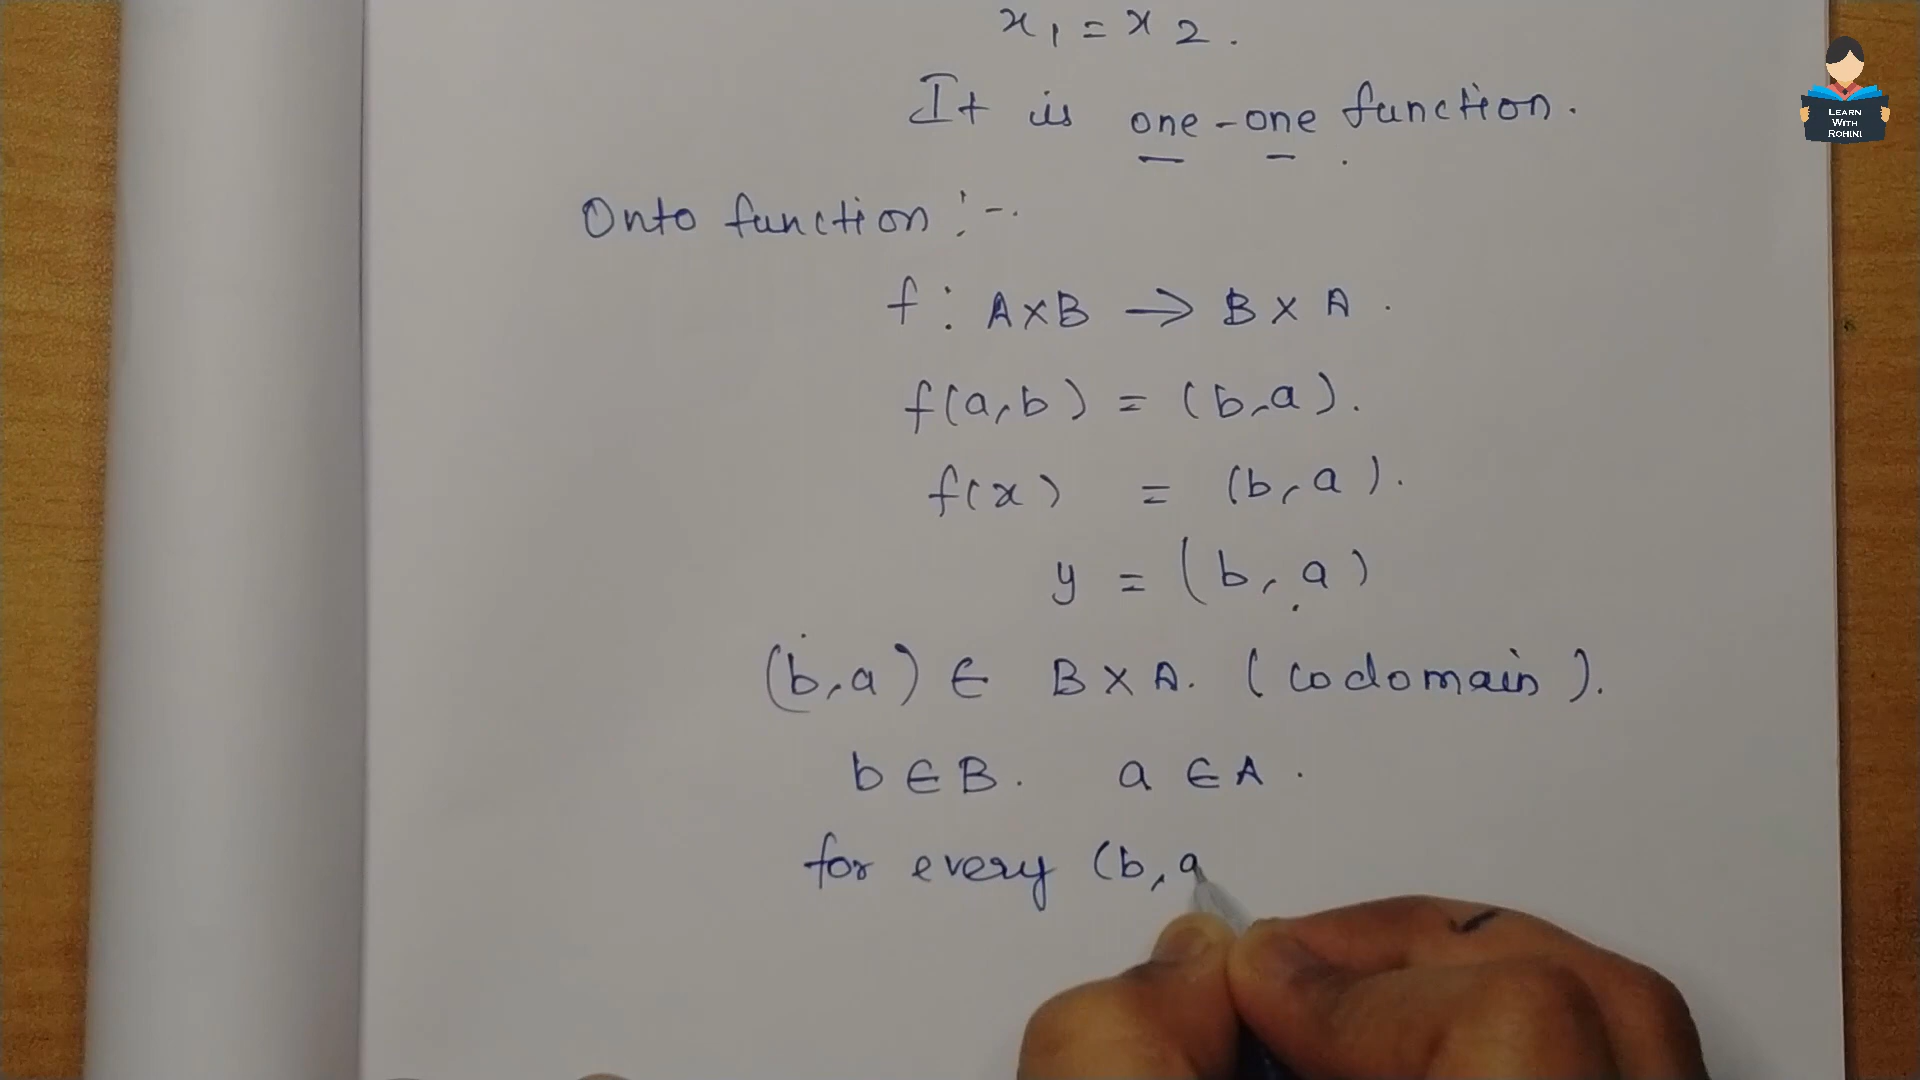 x₁ = x₂.
It is one-one function.
Onto function :-
f : A×B → B×A.
f(a,b) = (b,a).
f(x) = (b,a).
y = (b,a)
(b,a) ∈ B×A. (codomain).
b∈B. a∈A.
for every (b,a
LEARN
WITH
ROHINI